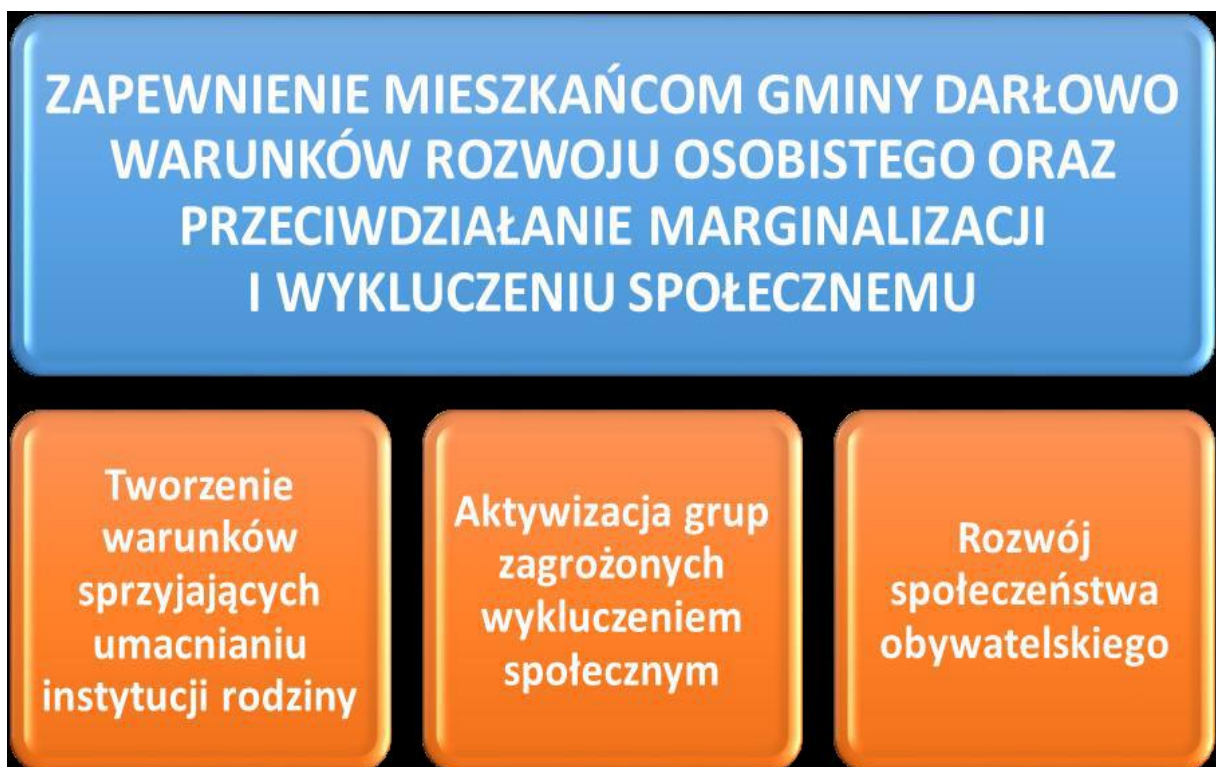 ZAPEWNIENIE MIESZKAŃCOM GMINY DARŁOWO
WARUNKÓW ROZWOJU OSOBISTEGO ORAZ
PRZECIWDZIAŁANIE MARGINALIZACJI
I WYKLUCZENIU SPOŁECZNEMU
Tworzenie
warunków
sprzyjających
umacnianiu
instytucji rodziny
Aktywizacja grup
zagrożonych
wykluczeniem
społecznym
Rozwój
społeczeństwa
obywatelskiego